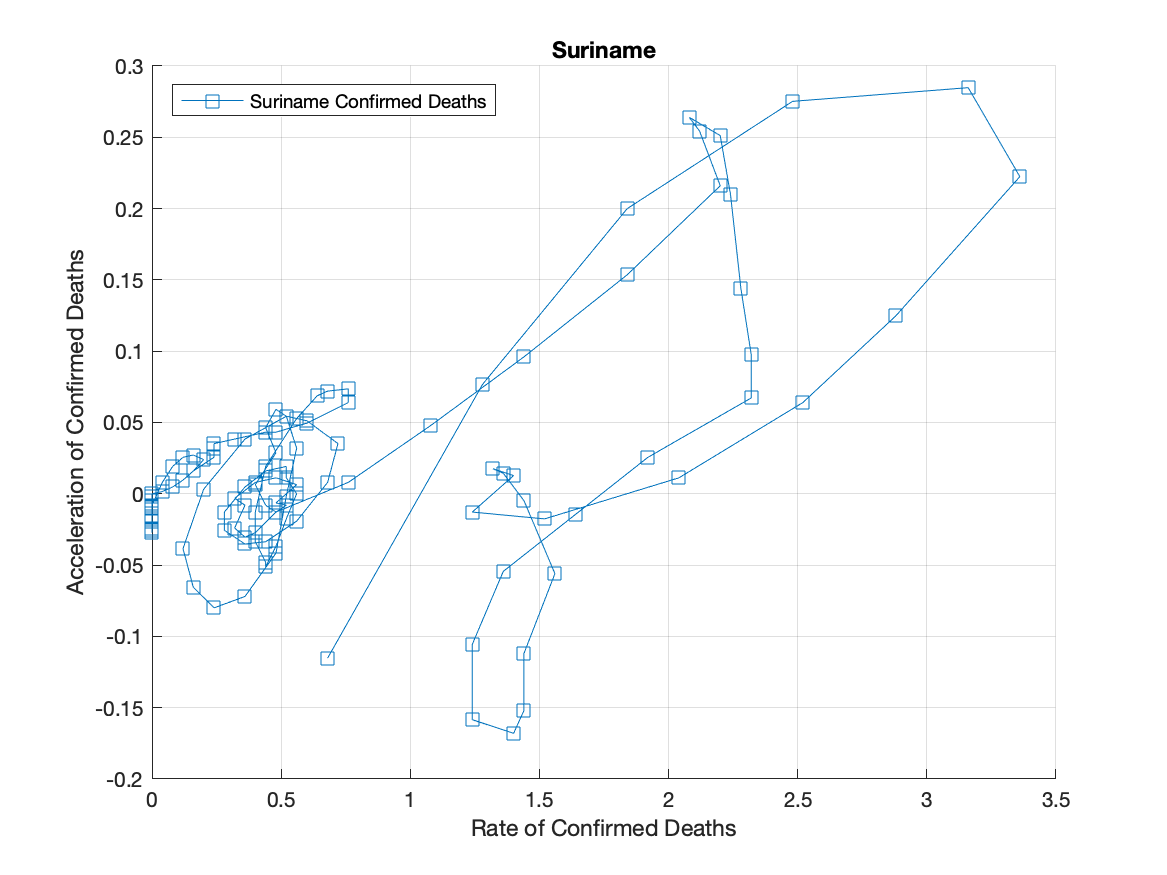 Suriname
Suriname Confirmed Deaths
0.3
0.25
0.2
0.15
0.1
0.05
0
-0.05
-0.1
-0.15
-0.2
Acceleration of Confirmed Deaths
0 0.5 1 1.5 2 2.5 3 3.5
Rate of Confirmed Deaths